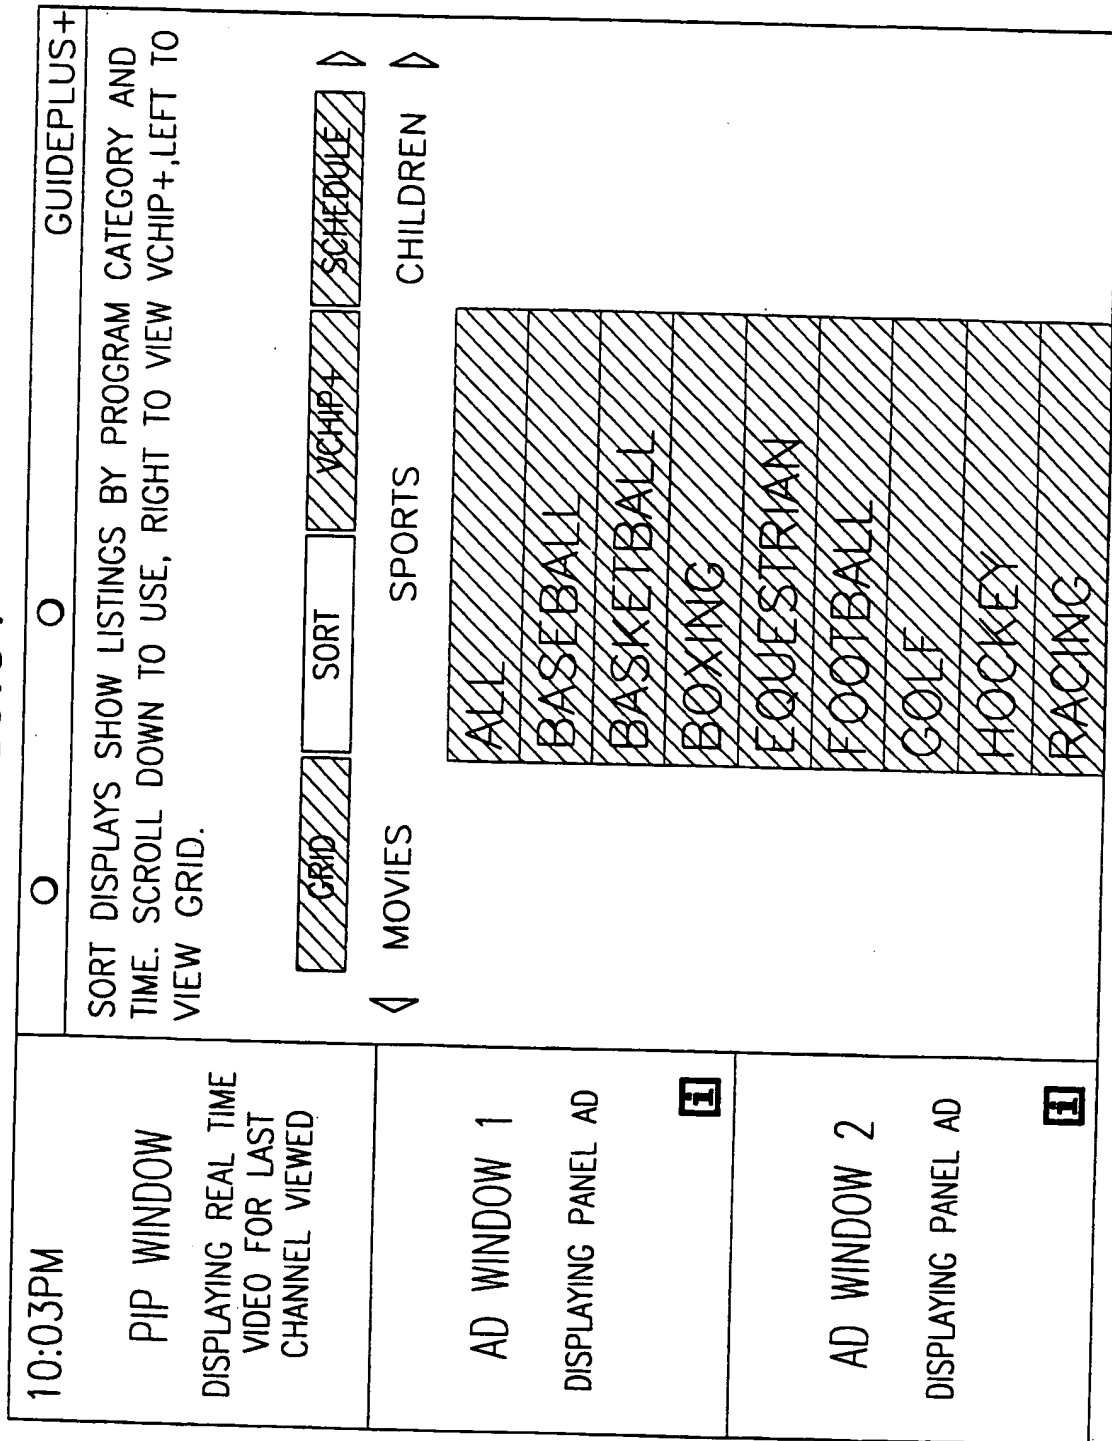 10:03PM
GUIDEPLUS+
PIP WINDOW
DISPLAYING REAL TIME
VIDEO FOR LAST
CHANNEL VIEWED
AD WINDOW 1
DISPLAYING PANEL AD
i
AD WINDOW 2
DISPLAYING PANEL AD
i
SORT DISPLAYS SHOW LISTINGS BY PROGRAM CATEGORY AND
TIME. SCROLL DOWN TO USE, RIGHT TO VIEW VCHIP+,LEFT TO
VIEW GRID.
GRID SORT VCHIP+ SCHEDULE
MOVIES SPORTS CHILDREN
ALL
BASEBALL
BASKETBALL
BOXING
EQUESTRIAN
FOOTBALL
GOLF
HOCKEY
RACING